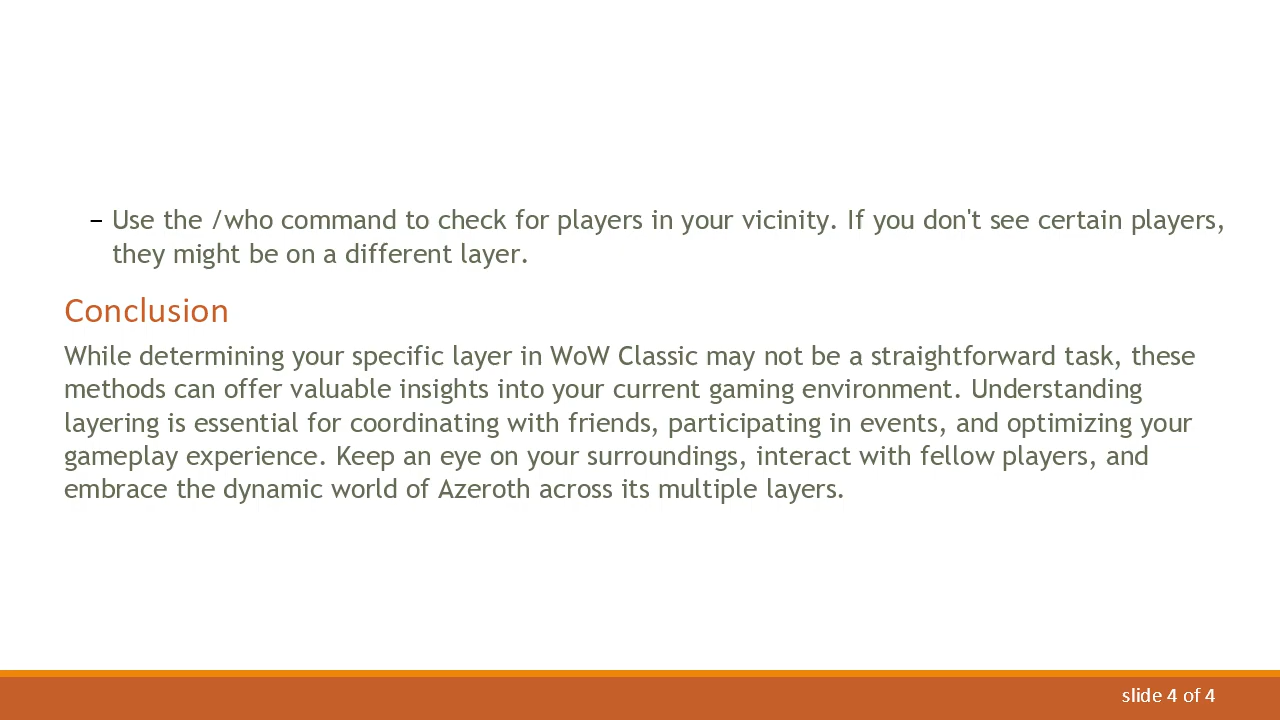 – Use the /who command to check for players in your vicinity. If you don't see certain players,
they might be on a different layer.
Conclusion
While determining your specific layer in WoW Classic may not be a straightforward task, these
methods can offer valuable insights into your current gaming environment. Understanding
layering is essential for coordinating with friends, participating in events, and optimizing your
gameplay experience. Keep an eye on your surroundings, interact with fellow players, and
embrace the dynamic world of Azeroth across its multiple layers.
slide 4 of 4